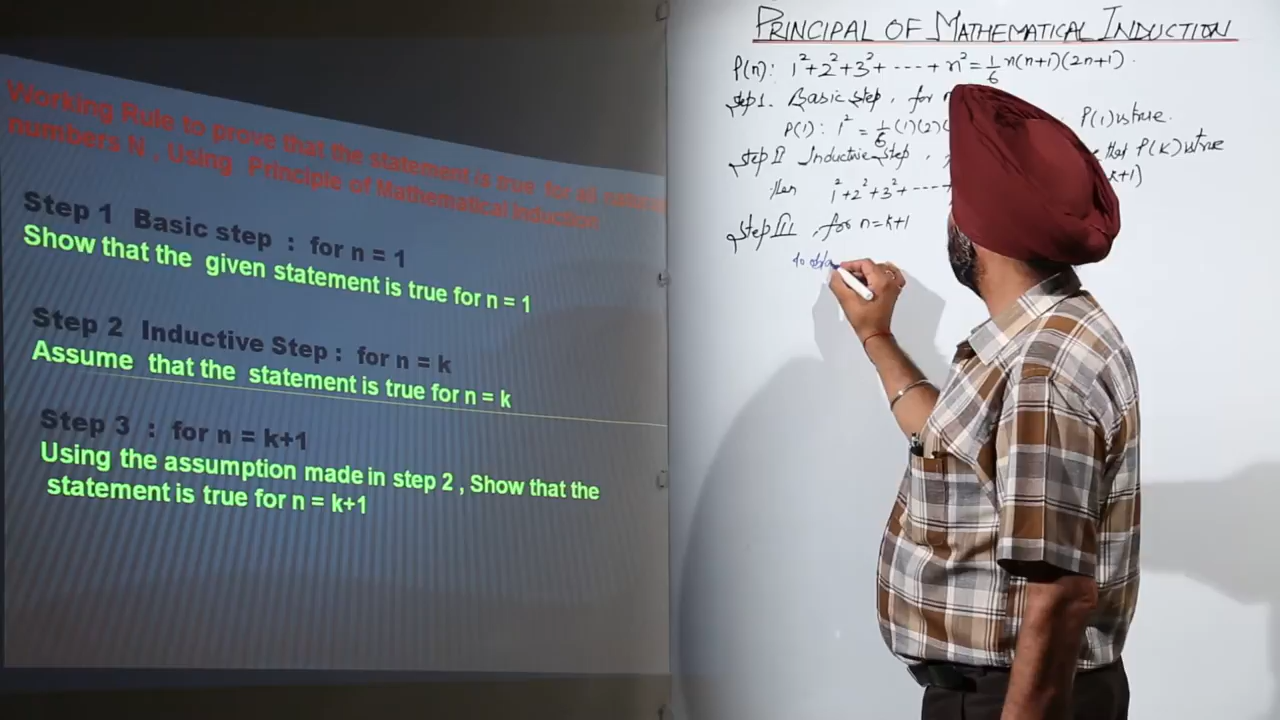 Working Rule to prove that the statement is true for all
numbers N , Using Principle of Mathematical Induction
Step 1 Basic step : for n = 1
Show that the given statement is true for n = 1
Step 2 Inductive Step : for n = k
Assume that the statement is true for n = k
Step 3 : for n = k+1
Using the assumption made in step 2 , Show that the
statement is true for n = k+1
PRINCIPAL OF MATHEMATICAL INDUCTION
P(n): 1²+2²+3²+ ---- + n² = 1/6 n(n+1)(2n+1).
Step 1. Basic Step, for n
P(1): 1² = 1/6 (1)(2)( P(1) is true.
Step II Inductive Step, that P(k) is true
then 1²+2²+3²+ ---- k+1)
Step III, for n=k+1